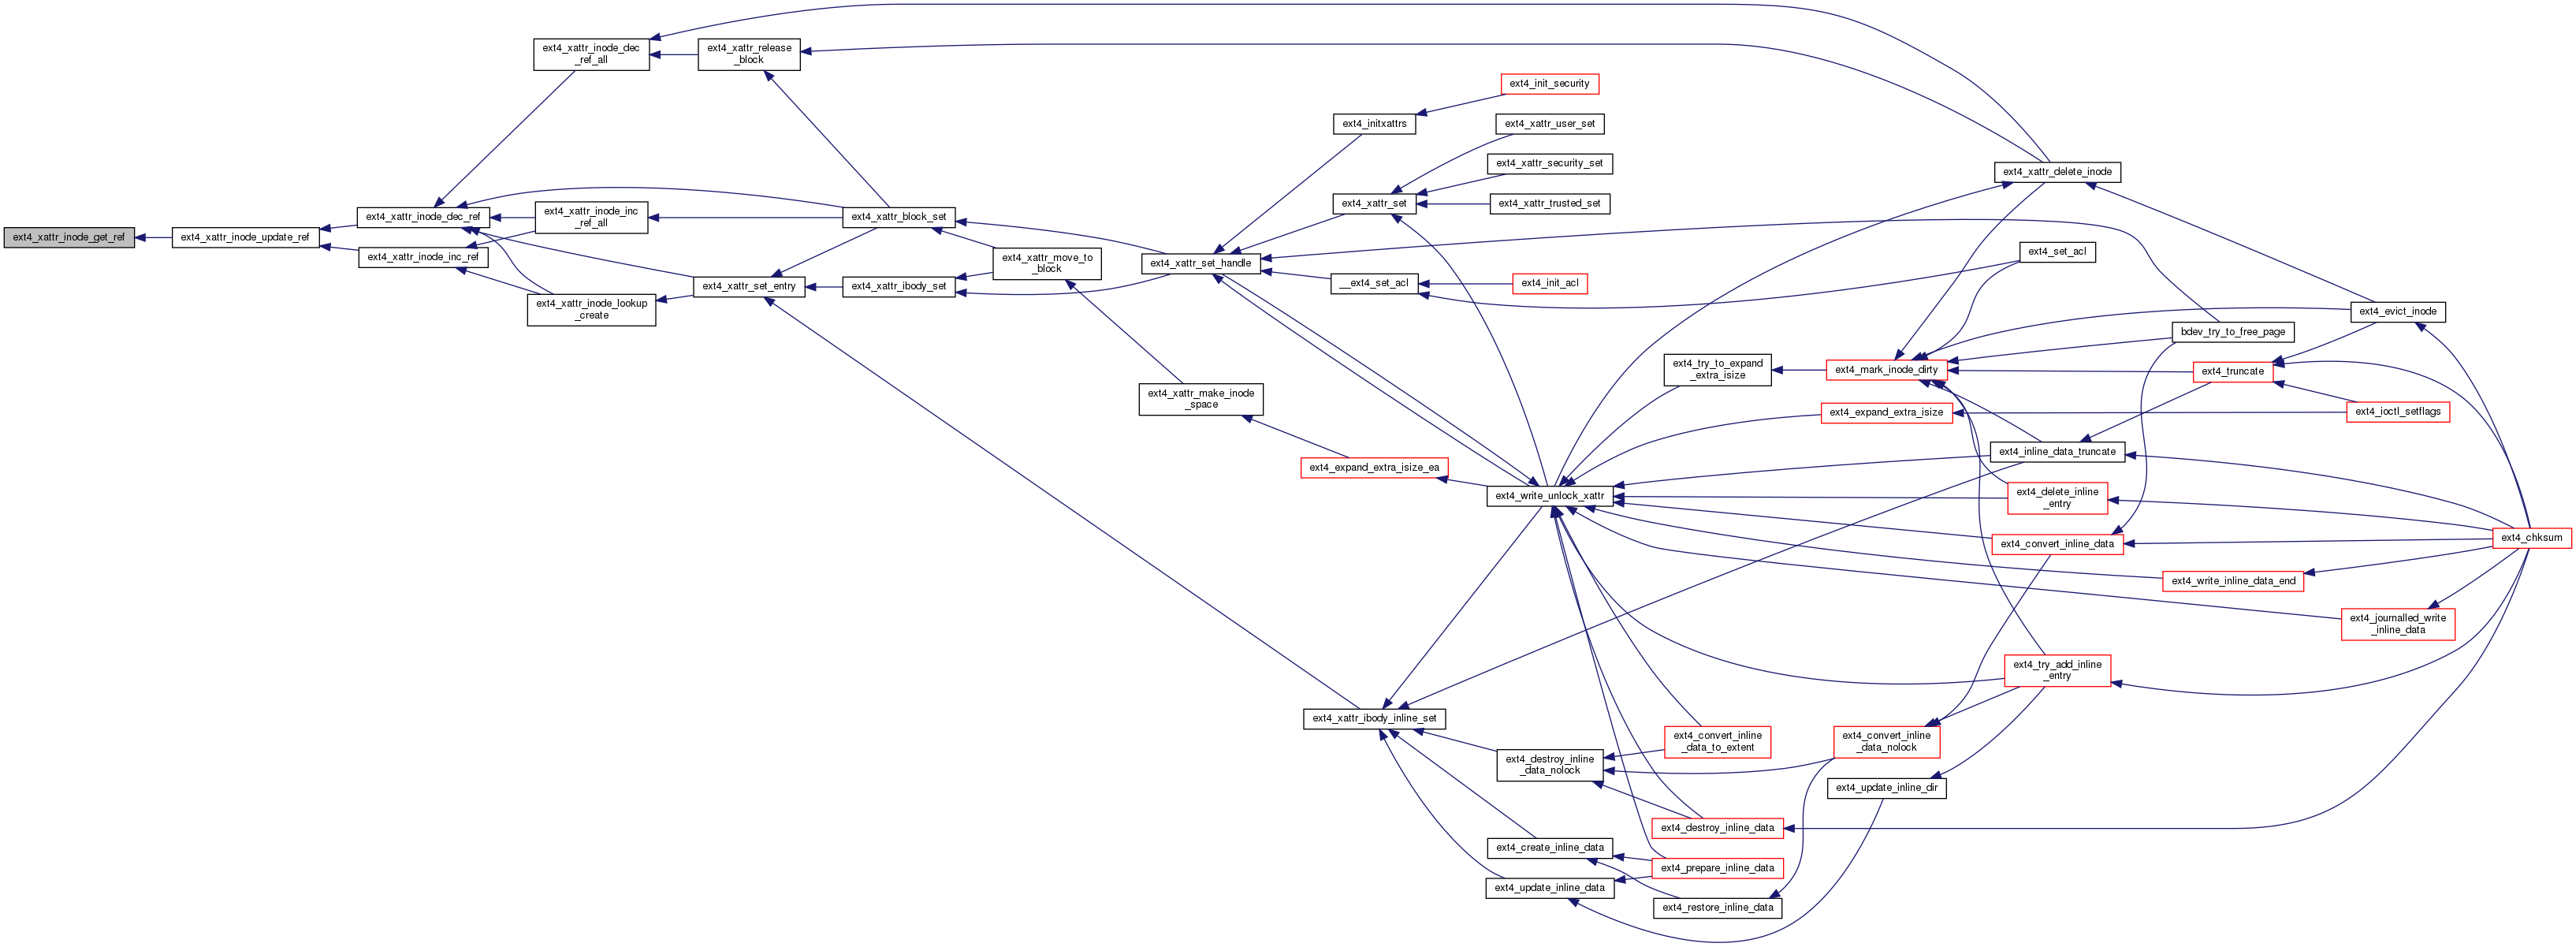 ext4_xattr_inode_get_ref
ext4_xattr_inode_update_ref
ext4_xattr_inode_dec_ref
ext4_xattr_inode_inc_ref
ext4_xattr_inode_dec
_ref_all
ext4_xattr_inode_inc
_ref_all
ext4_xattr_inode_lookup
_create
ext4_xattr_release
_block
ext4_xattr_set_entry
ext4_xattr_block_set
ext4_xattr_ibody_set
ext4_xattr_move_to
_block
ext4_xattr_set_handle
ext4_xattr_make_inode
_space
ext4_initxattrs
ext4_xattr_set
__ext4_set_acl
ext4_expand_extra_isize_ea
ext4_xattr_ibody_inline_set
ext4_init_security
ext4_xattr_user_set
ext4_xattr_security_set
ext4_xattr_trusted_set
ext4_init_acl
ext4_write_unlock_xattr
ext4_destroy_inline
_data_nolock
ext4_create_inline_data
ext4_update_inline_data
ext4_try_to_expand
_extra_isize
ext4_convert_inline
_data_to_extent
ext4_destroy_inline_data
ext4_prepare_inline_data
ext4_restore_inline_data
ext4_mark_inode_dirty
ext4_expand_extra_isize
ext4_convert_inline
_data_nolock
ext4_update_inline_dir
ext4_xattr_delete_inode
ext4_set_acl
ext4_inline_data_truncate
ext4_delete_inline
_entry
ext4_convert_inline_data
ext4_try_add_inline
_entry
bdev_try_to_free_page
ext4_truncate
ext4_write_inline_data_end
ext4_evict_inode
ext4_ioctl_setflags
ext4_journalled_write
_inline_data
ext4_chksum